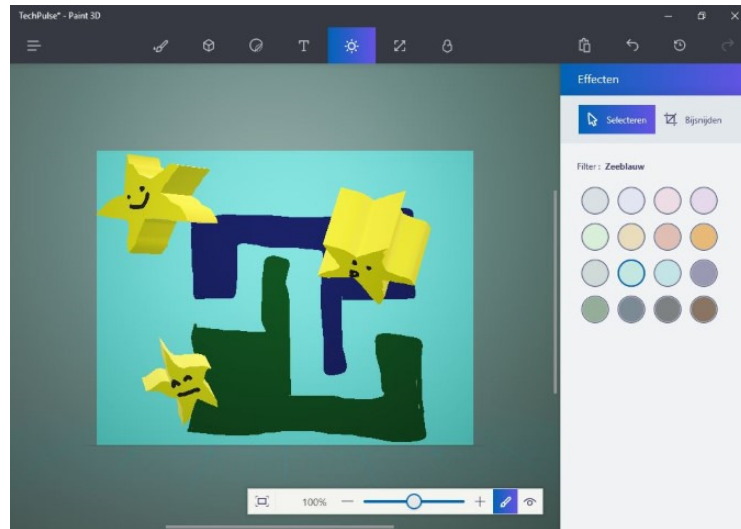 TechPulse* - Paint 3D
Effecten
Selecteren
Bijsnijden
Filter : Zeeblauw
100%